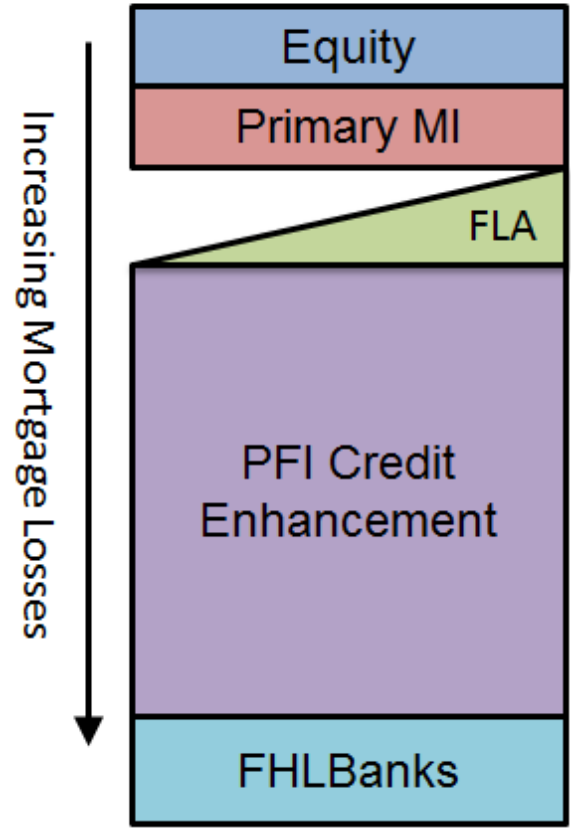 Increasing Mortgage Losses
Equity
Primary MI
FLA
PFI Credit
Enhancement
FHLBanks